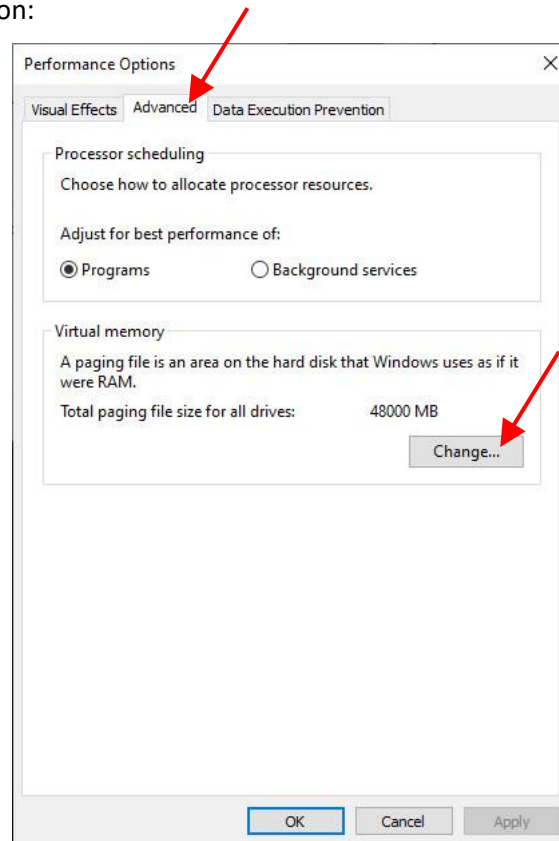 on:
Performance Options
Visual Effects Advanced Data Execution Prevention
Processor scheduling
Choose how to allocate processor resources.
Adjust for best performance of:
Programs Background services
Virtual memory
A paging file is an area on the hard disk that Windows uses as if it
were RAM.
Total paging file size for all drives: 48000 MB
Change...
OK Cancel Apply